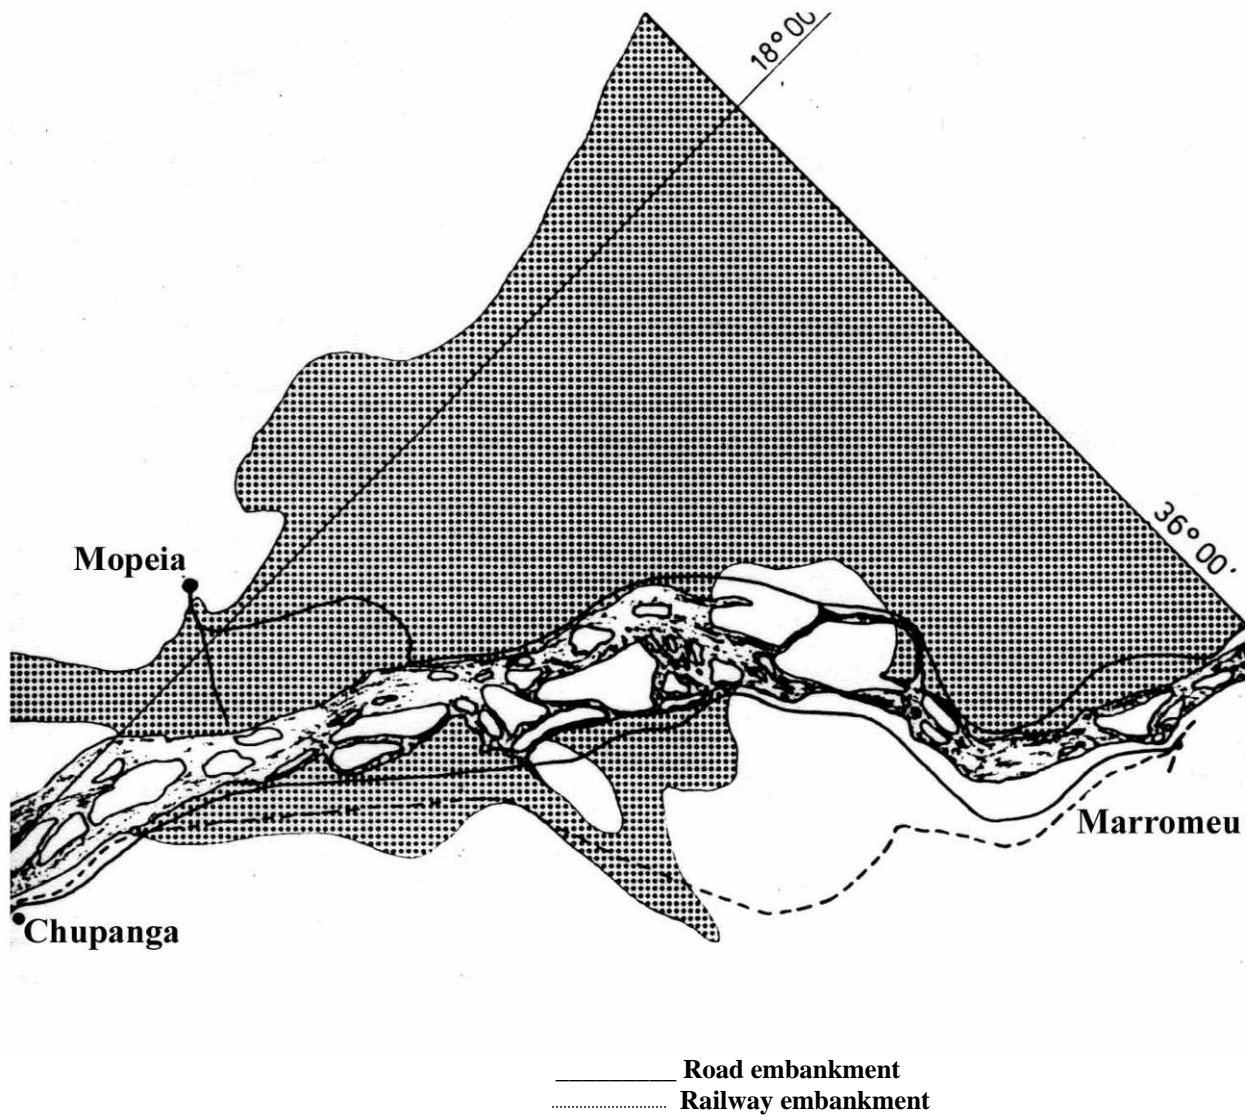 18° 00
36° 00'
Mopeia
Marromeu
Chupanga
Road embankment
Railway embankment